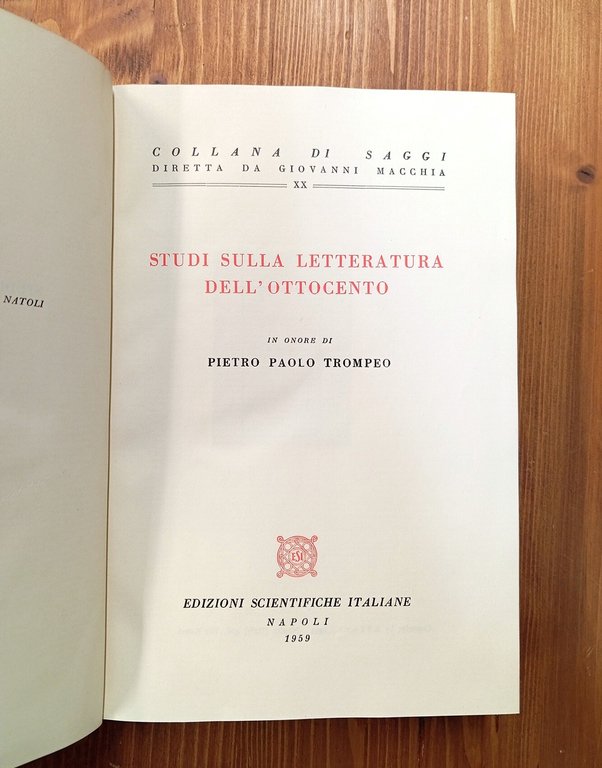 NATOLI
COLLANA DI SAGGI
DIRETTA DA GIOVANNI MACCHIA
XX
STUDI SULLA LETTERATURA
DELL'OTTOCENTO
IN ONORE DI
PIETRO PAOLO TROMPEO
ESI
EDIZIONI SCIENTIFICHE ITALIANE
NAPOLI
1959